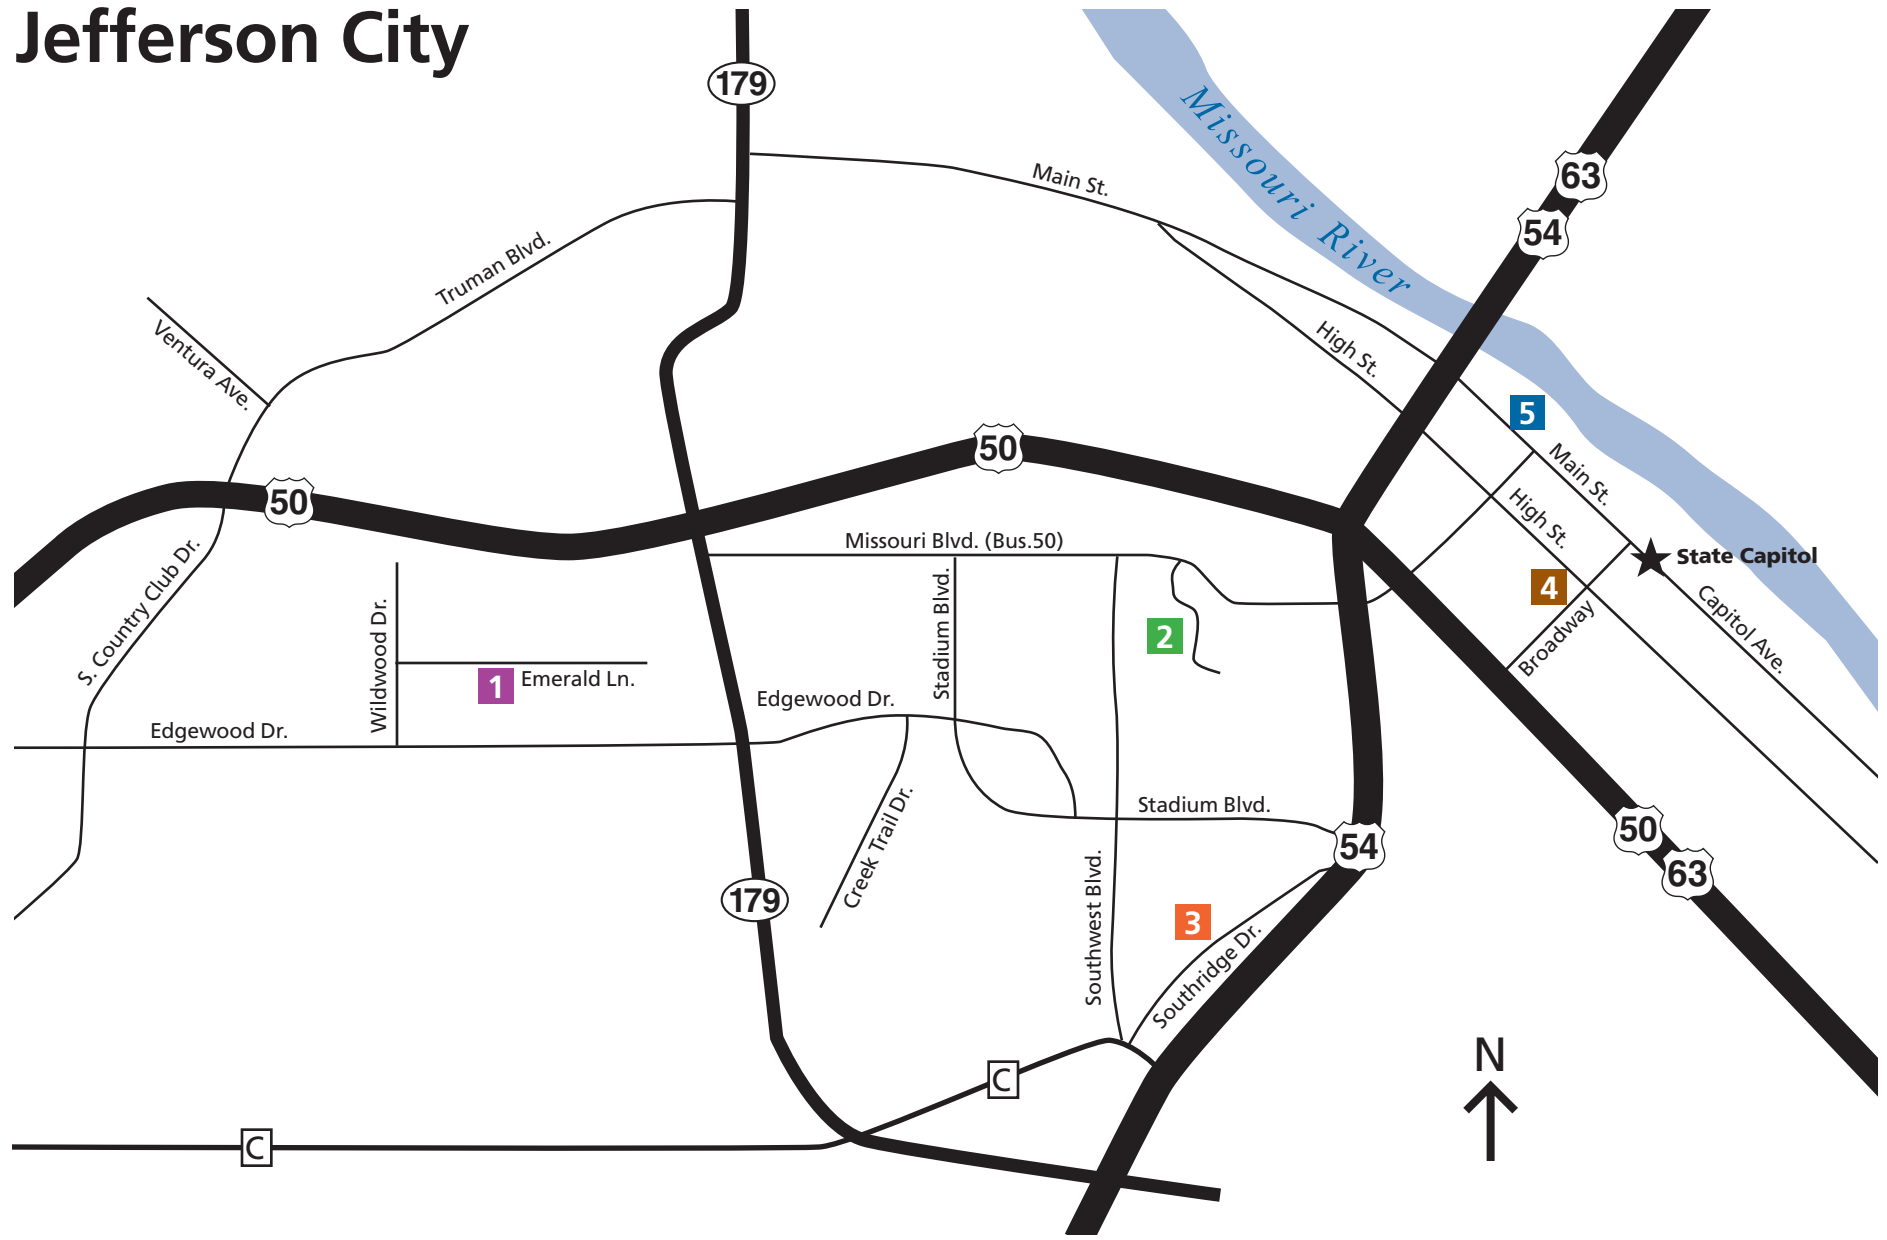 Jefferson City
179
Missouri River
63
54
Main St.
Truman Blvd.
Ventura Ave.
High St.
5
50
50
Main St.
High St.
State Capitol
Missouri Blvd. (Bus.50)
S. Country Club Dr.
Wildwood Dr.
Stadium Blvd.
4
Capitol Ave.
Broadway
2
1
Emerald Ln.
Edgewood Dr.
Edgewood Dr.
Stadium Blvd.
Creek Trail Dr.
54
50
63
179
Southwest Blvd.
3
Southridge Dr.
N
C
C